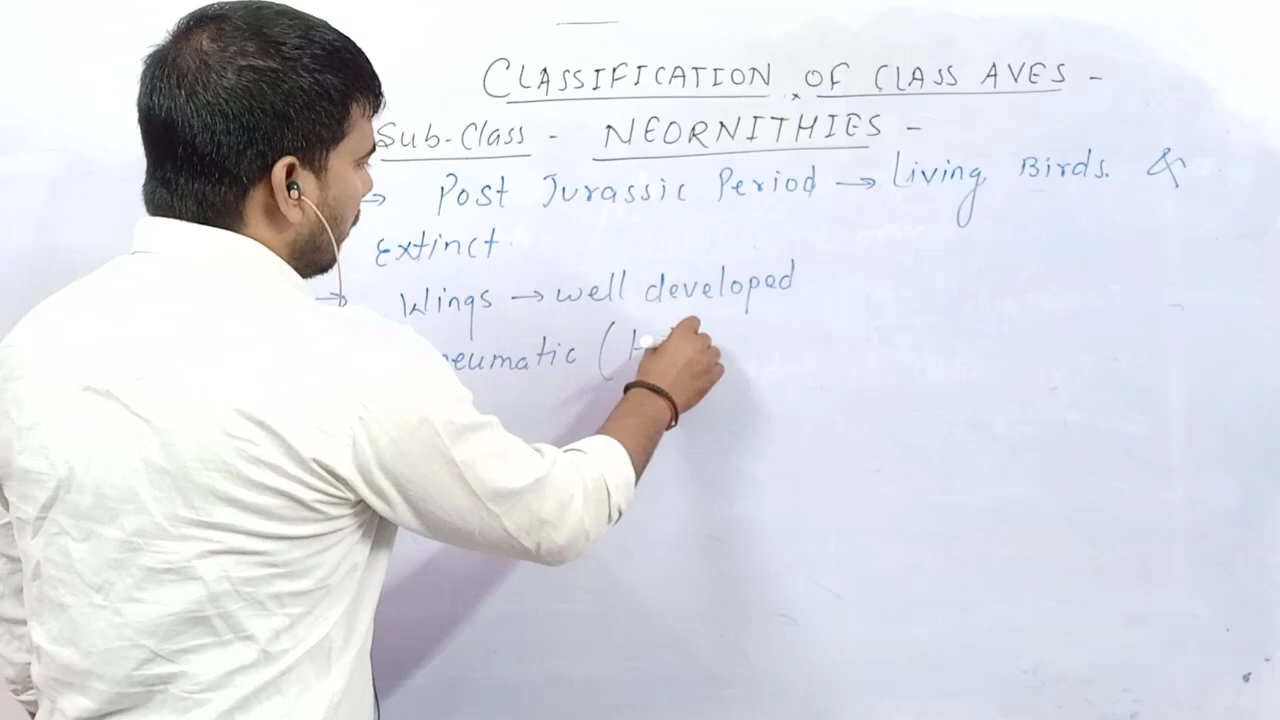 CLASSIFICATION OF CLASS AVES -
Sub-Class - NEORNITHIES -
→ Post Jurassic Period → Living Birds. &
Extinct.
→ Wings → well developed
neumatic (